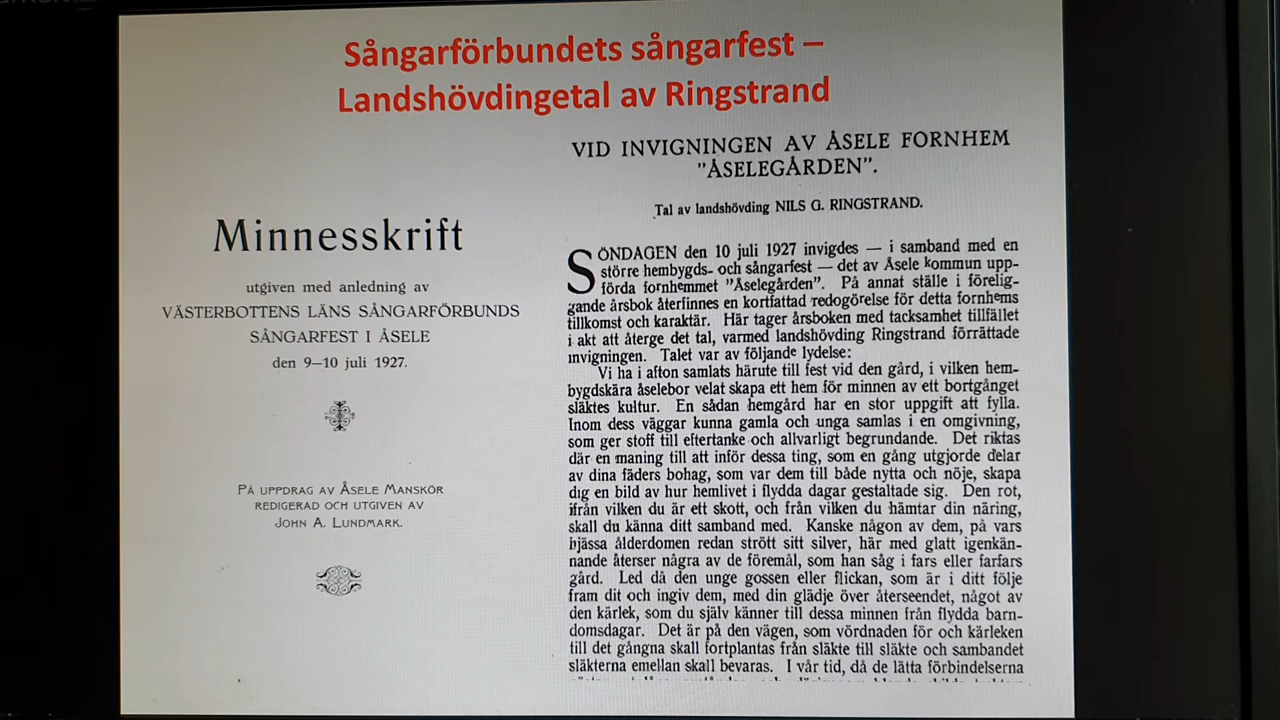 Sångarförbundets sångarfest –
Landshövdingetal av Ringstrand
Minnesskrift
utgiven med anledning av
VÄSTERBOTTENS LÄNS SÅNGARFÖRBUNDS
SÅNGARFEST I ÅSELE
den 9—10 juli 1927.
PÅ UPPDRAG AV ÅSELE MANSKÖR
REDIGERAD OCH UTGIVEN AV
JOHN A. LUNDMARK.
VID INVIGNINGEN AV ÅSELE FORNHEM
”ÅSELEGÅRDEN”.
Tal av landshövding NILS G. RINGSTRAND.
SÖNDAGEN den 10 juli 1927 invigdes — i samband med en
större hembygds- och sångarfest — det av Åsele kommun upp-
förda fornhemmet ”Åselegården”. På annat ställe i förelig-
gande årsbok återfinnes en kortfattad redogörelse för detta fornhems
tillkomst och karaktär. Här tager årsboken med tacksamhet tillfället
i akt att återge det tal, varmed landshövding Ringstrand förrättade
invigningen. Talet var av följande lydelse:
Vi ha i afton samlats härute till fest vid den gård, i vilken hem-
bygdskära åselebor velat skapa ett hem för minnen av ett bortgånget
släktes kultur. En sådan hemgård har en stor uppgift att fylla.
Inom dess väggar kunna gamla och unga samlas i en omgivning,
som ger stoff till eftertanke och allvarligt begrundande. Det riktas
där en maning till att inför dessa ting, som en gång utgjorde delar
av dina fäders bohag, som var dem till både nytta och nöje, skapa
dig en bild av hur hemlivet i flydda dagar gestaltade sig. Den rot,
ifrån vilken du är ett skott, och från vilken du hämtar din näring,
skall du känna ditt samband med. Kanske någon av dem, på vars
hjässa ålderdomen redan strött sitt silver, här med glatt igenkän-
nande återser några av de föremål, som han såg i fars eller farfars
gård. Led då den unge gossen eller flickan, som är i ditt följe
fram dit och ingiv dem, med din glädje över återseendet, något av
den kärlek, som du själv känner till dessa minnen från flydda barn-
domsdagar. Det är på den vägen, som vördnaden för och kärleken
till det gångna skall fortplantas från släkte till släkte och sambandet
släkterna emellan skall bevaras. I vår tid, då de lätta förbindelserna